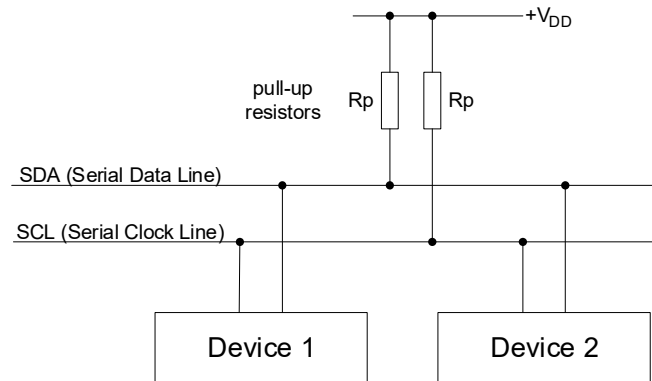 +VDD
pull-up
resistors
Rp
Rp
SDA (Serial Data Line)
SCL (Serial Clock Line)
Device 1
Device 2